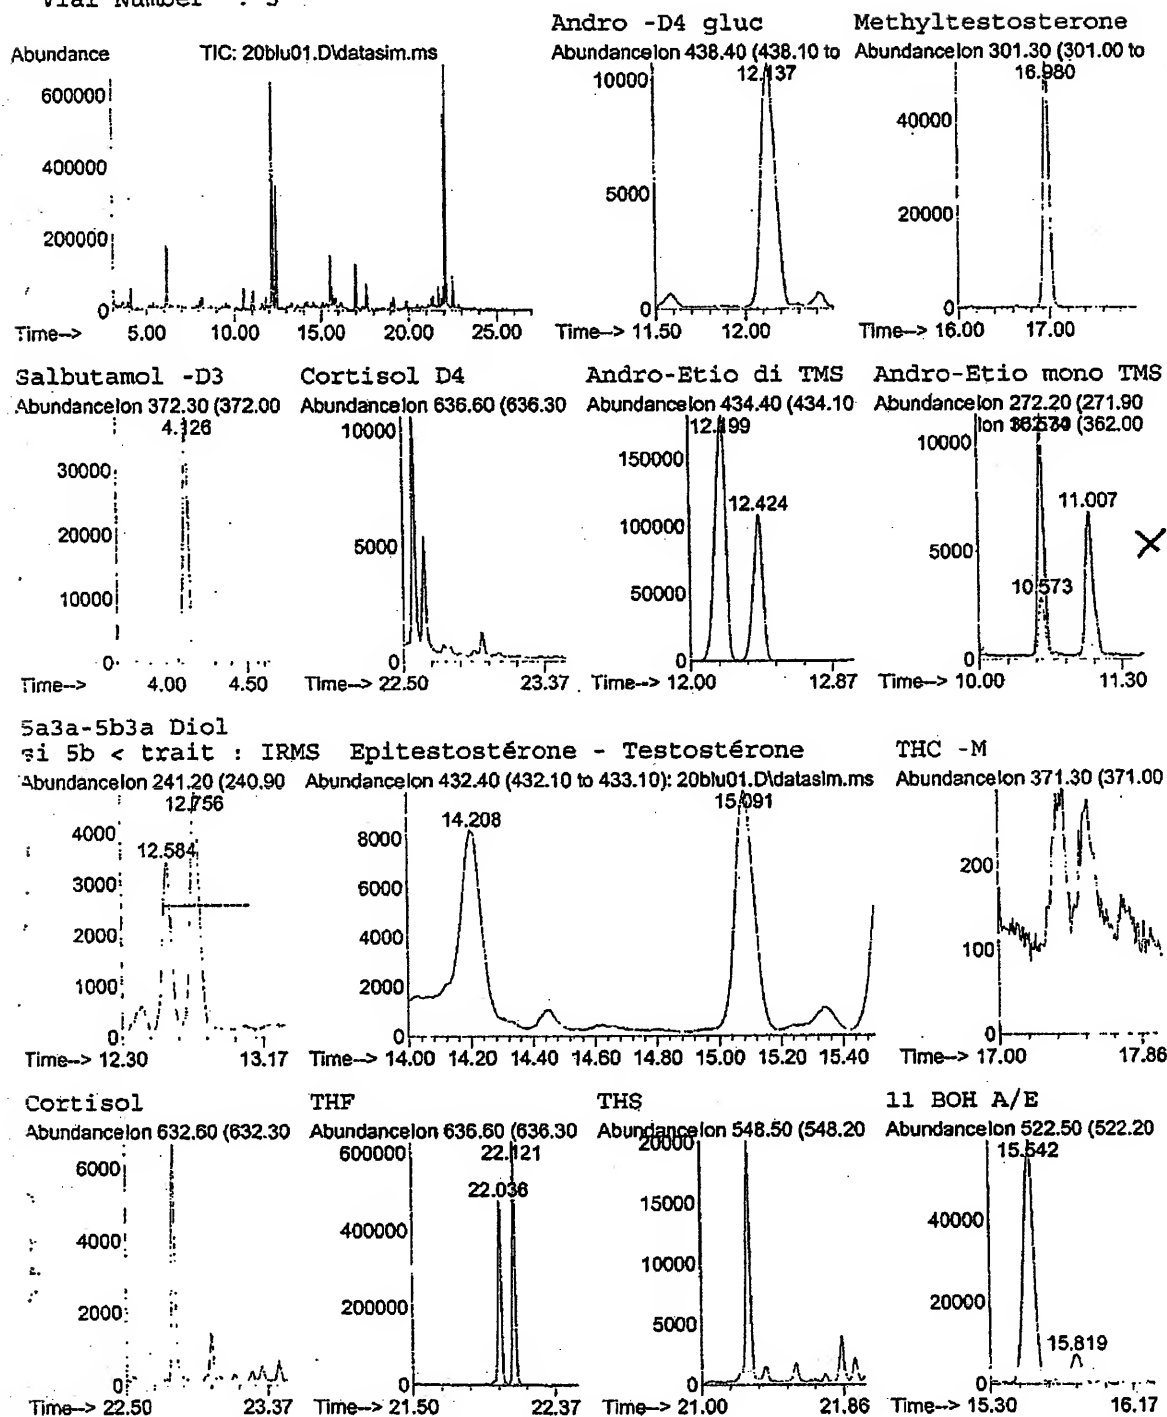 Andro -D4 gluc Methyltestosterone
Abundance TIC: 20blu01.D\datasim.ms Abundance Ion 438.40 (438.10 to Abundance Ion 301.30 (301.00 to
12.137 16.980
600000 400000 200000 0
10000 5000 0
40000 20000 0
Time--> 5.00 10.00 15.00 20.00 25.00 Time--> 11.50 12.00 Time--> 16.00 17.00
Salbutamol -D3 Cortisol D4 Andro-Etio di TMS Andro-Etio mono TMS
Abundance Ion 372.30 (372.00 Abundance Ion 636.60 (636.30 Abundance Ion 434.40 (434.10 Abundance Ion 272.20 (271.90
Ion (362.00
4.126 12.199 12.424 11.007 10.573
30000 20000 10000 0
10000 5000 0
150000 100000 50000 0
10000 5000 0
X
Time--> 4.00 4.50 Time--> 22.50 23.37 Time--> 12.00 12.87 Time--> 10.00 11.30
5a3a-5b3a Diol
si 5b < trait : IRMS Epitestostérone - Testostérone THC -M
Abundance Ion 241.20 (240.90 Abundance Ion 432.40 (432.10 to 433.10): 20blu01.D\datasim.ms Abundance Ion 371.30 (371.00
12.756 12.584 14.208 15.091
4000 3000 2000 1000 0
8000 6000 4000 2000 0
200 100 0
Time--> 12.30 13.17 Time--> 14.00 14.20 14.40 14.60 14.80 15.00 15.20 15.40 Time--> 17.00 17.86
Cortisol THF THS 11 BOH A/E
Abundance Ion 632.60 (632.30 Abundance Ion 636.60 (636.30 Abundance Ion 548.50 (548.20 Abundance Ion 522.50 (522.20
22.121 22.036 15.542 15.819
6000 4000 2000 0
600000 400000 200000 0
20000 15000 10000 5000 0
40000 20000 0
Time--> 22.50 23.37 Time--> 21.50 22.37 Time--> 21.00 21.86 Time--> 15.30 16.17